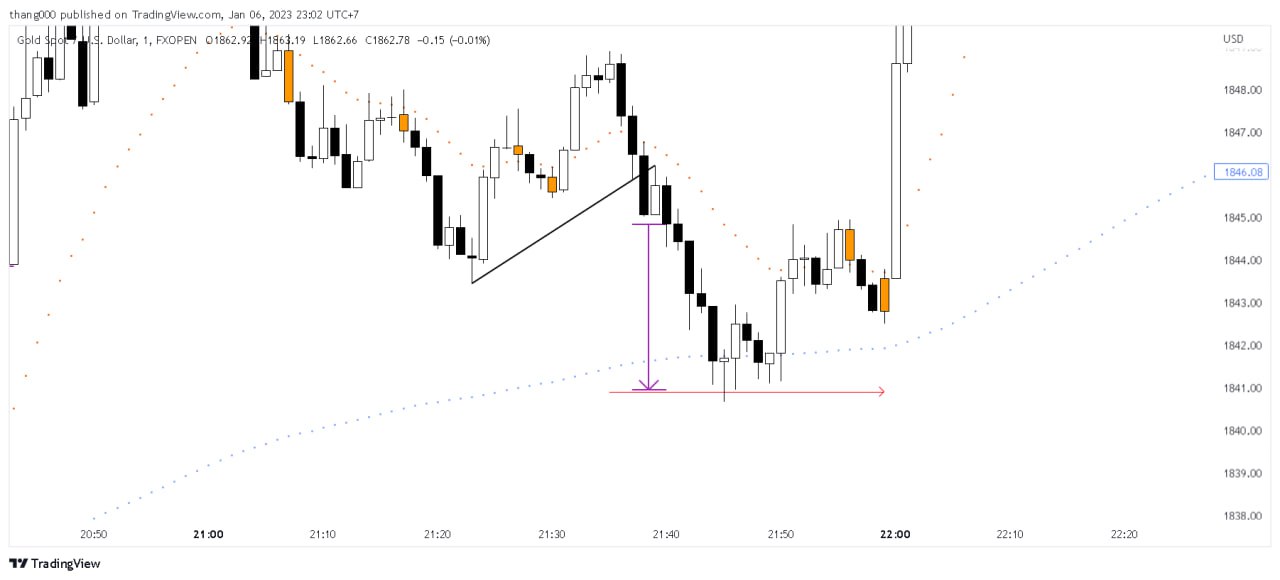 thang000 published on TradingView.com, Jan 06, 2023 23:02 UTC+7
Gold Spot / U.S. Dollar, 1, FXOPEN O1862.92 H1863.19 L1862.66 C1862.78 −0.15 (−0.01%)
USD
1848.00
1847.00
1846.08
1845.00
1844.00
1843.00
1842.00
1841.00
1840.00
1839.00
1838.00
20:50 21:00 21:10 21:20 21:30 21:40 21:50 22:00 22:10 22:20
TradingView